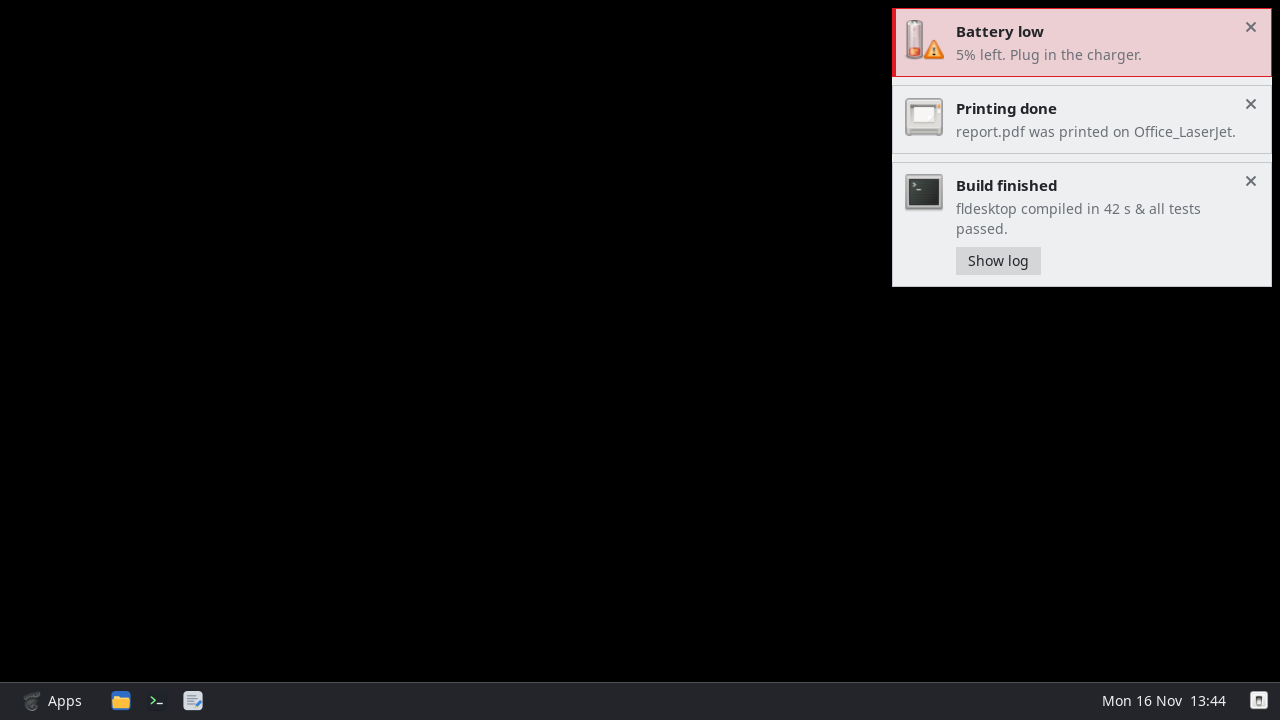 Battery low
5% left. Plug in the charger.
Printing done
report.pdf was printed on Office_LaserJet.
Build finished
fldesktop compiled in 42 s & all tests
passed.
Show log
Apps
Mon 16 Nov 13:44